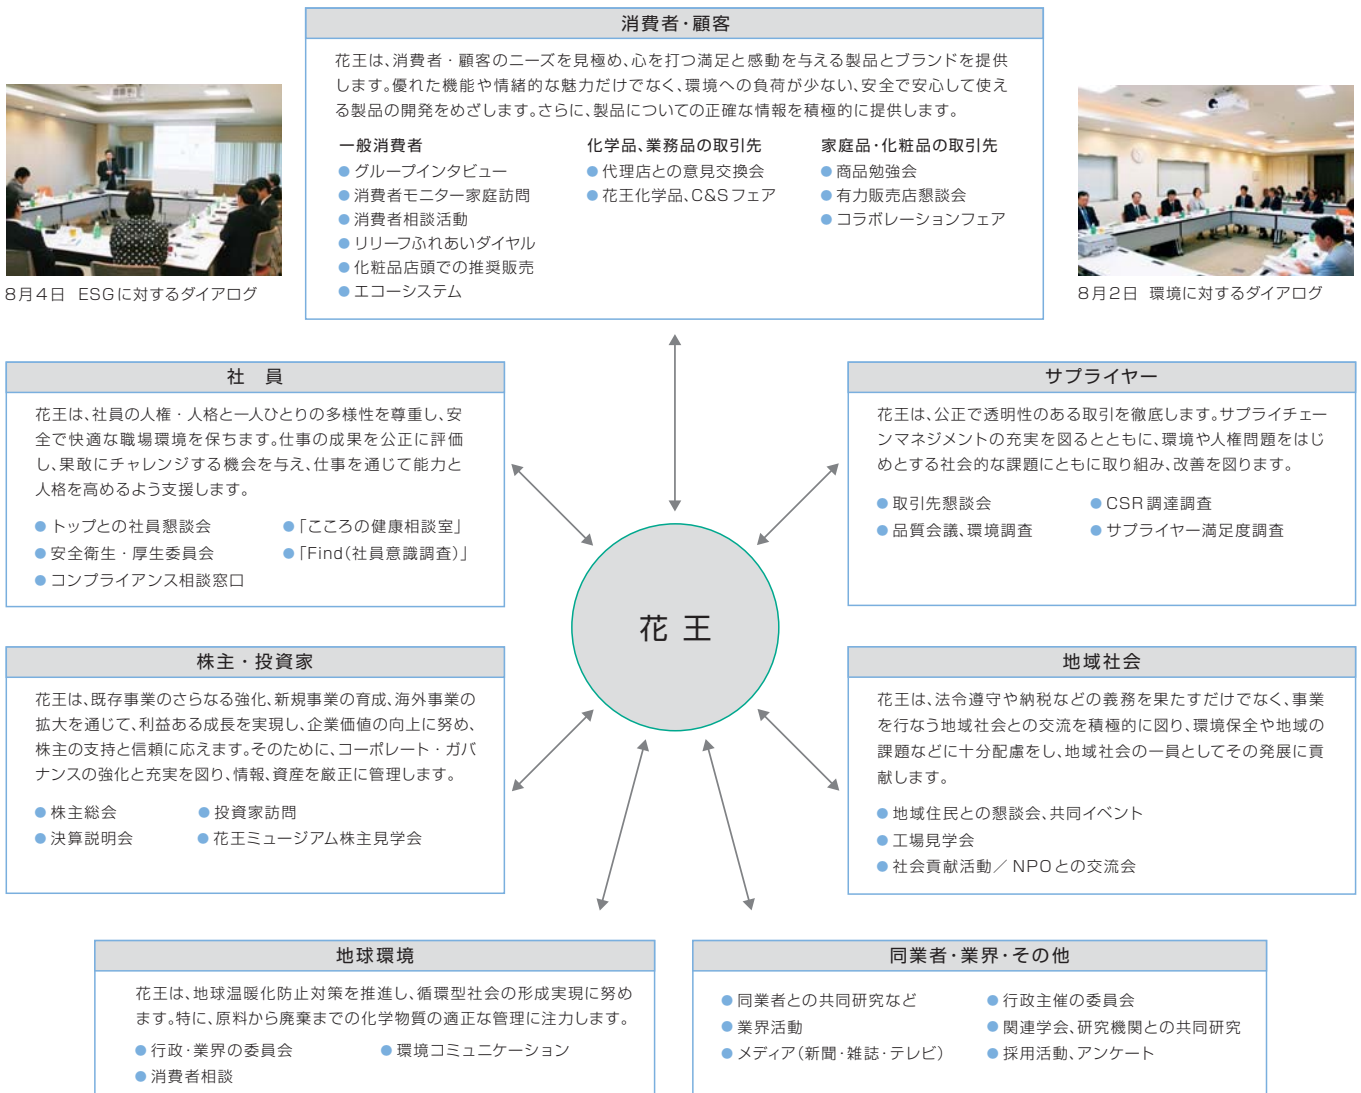 消費者・顧客
花王は、消費者・顧客のニーズを見極め、心を打つ満足と感動を与える製品とブランドを提供
します。優れた機能や情緒的な魅力だけでなく、環境への負荷が少ない、安全で安心して使え
る製品の開発をめざします。さらに、製品についての正確な情報を積極的に提供します。
一般消費者
● グループインタビュー
● 消費者モニター家庭訪問
● 消費者相談活動
● リリーフふれあいダイヤル
● 化粧品店頭での推奨販売
● エコーシステム
化学品、業務品の取引先
● 代理店との意見交換会
● 花王化学品、C&Sフェア
家庭品・化粧品の取引先
● 商品勉強会
● 有力販売店懇談会
● コラボレーションフェア
8月4日 ESGに対するダイアログ
8月2日 環境に対するダイアログ
社 員
花王は、社員の人権・人格と一人ひとりの多様性を尊重し、安
全で快適な職場環境を保ちます。仕事の成果を公正に評価
し、果敢にチャレンジする機会を与え、仕事を通じて能力と
人格を高めるよう支援します。
● トップとの社員懇談会
● 安全衛生・厚生委員会
● コンプライアンス相談窓口
● 「こころの健康相談室」
● 「Find(社員意識調査)」
サプライヤー
花王は、公正で透明性のある取引を徹底します。サプライチェー
ンマネジメントの充実を図るとともに、環境や人権問題をはじ
めとする社会的な課題にともに取り組み、改善を図ります。
● 取引先懇談会
● 品質会議、環境調査
● CSR調達調査
● サプライヤー満足度調査
花 王
株主・投資家
花王は、既存事業のさらなる強化、新規事業の育成、海外事業の
拡大を通じて、利益ある成長を実現し、企業価値の向上に努め、
株主の支持と信頼に応えます。そのために、コーポレート・ガバ
ナンスの強化と充実を図り、情報、資産を厳正に管理します。
● 株主総会
● 決算説明会
● 投資家訪問
● 花王ミュージアム株主見学会
地域社会
花王は、法令遵守や納税などの義務を果たすだけでなく、事業
を行なう地域社会との交流を積極的に図り、環境保全や地域の
課題などに十分配慮をし、地域社会の一員としてその発展に貢
献します。
● 地域住民との懇談会、共同イベント
● 工場見学会
● 社会貢献活動／NPOとの交流会
地球環境
花王は、地球温暖化防止対策を推進し、循環型社会の形成実現に努め
ます。特に、原料から廃棄までの化学物質の適正な管理に注力します。
● 行政・業界の委員会
● 消費者相談
● 環境コミュニケーション
同業者・業界・その他
● 同業者との共同研究など
● 業界活動
● メディア(新聞・雑誌・テレビ)
● 行政主催の委員会
● 関連学会、研究機関との共同研究
● 採用活動、アンケート